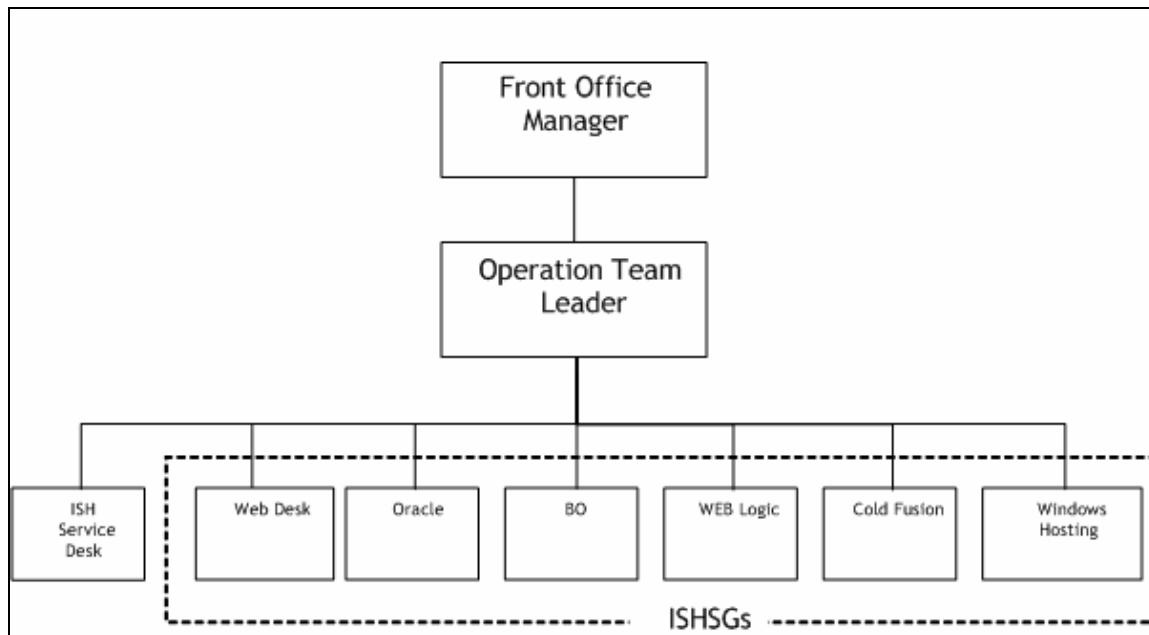 Front Office
Manager
Operation Team
Leader
ISH
Service
Desk
Web Desk
Oracle
BO
WEB Logic
Cold Fusion
Windows
Hosting
ISHSGs